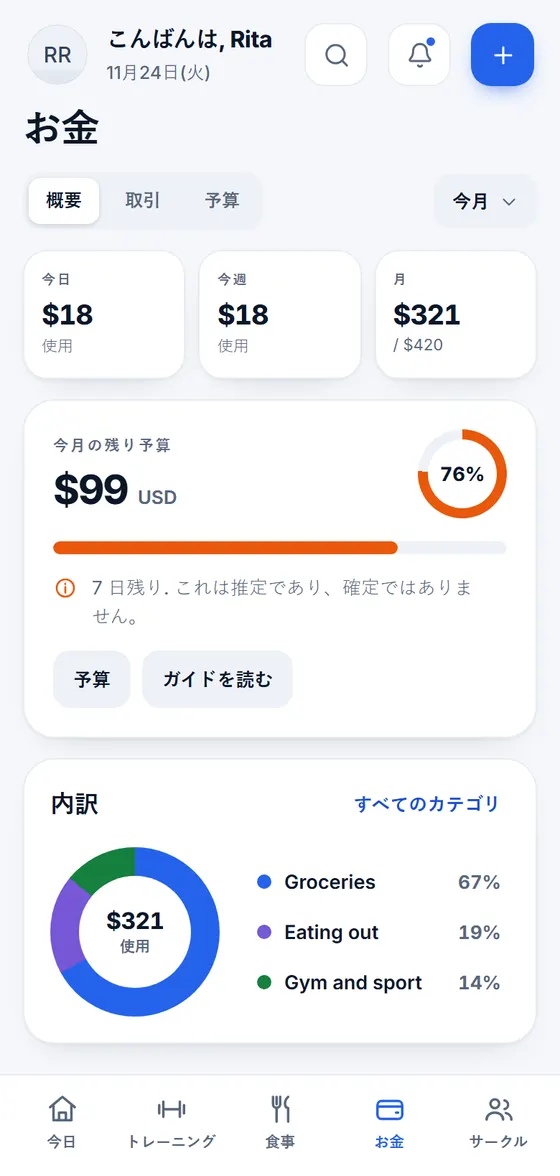 RR
こんばんは, Rita
11月24日(火)
お金
概要
取引
予算
今月
今日
$18
使用
今週
$18
使用
月
$321
/ $420
今月の残り予算
$99 USD
76%
7 日残り. これは推定であり、確定ではありま
せん。
予算
ガイドを読む
内訳
すべてのカテゴリ
$321
使用
Groceries 67%
Eating out 19%
Gym and sport 14%
今日
トレーニング
食事
お金
サークル